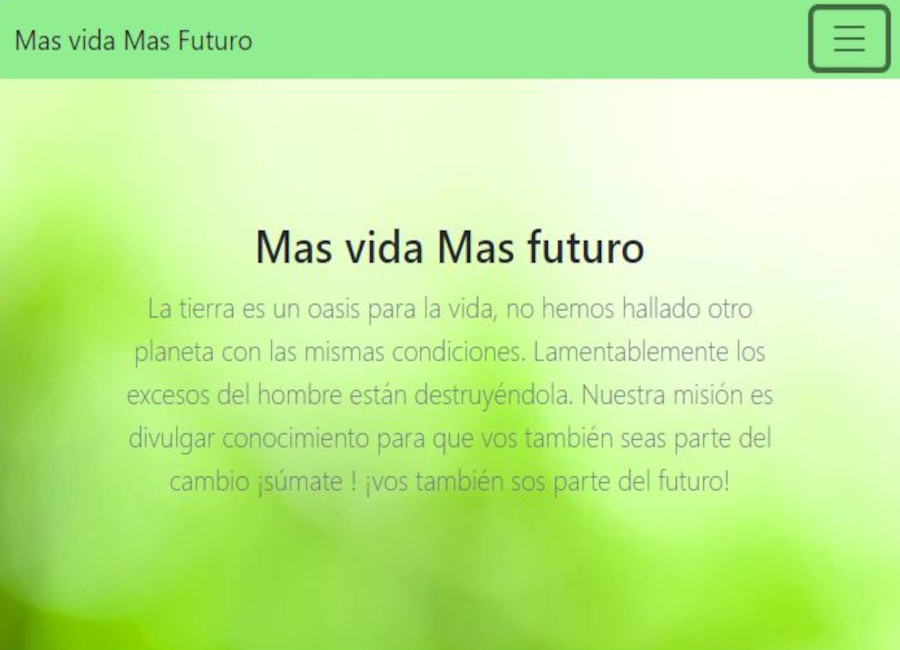 Mas vida Mas Futuro
Mas vida Mas futuro
La tierra es un oasis para la vida, no hemos hallado otro
planeta con las mismas condiciones. Lamentablemente los
excesos del hombre están destruyéndola. Nuestra misión es
divulgar conocimiento para que vos también seas parte del
cambio ¡súmate ! ¡vos también sos parte del futuro!